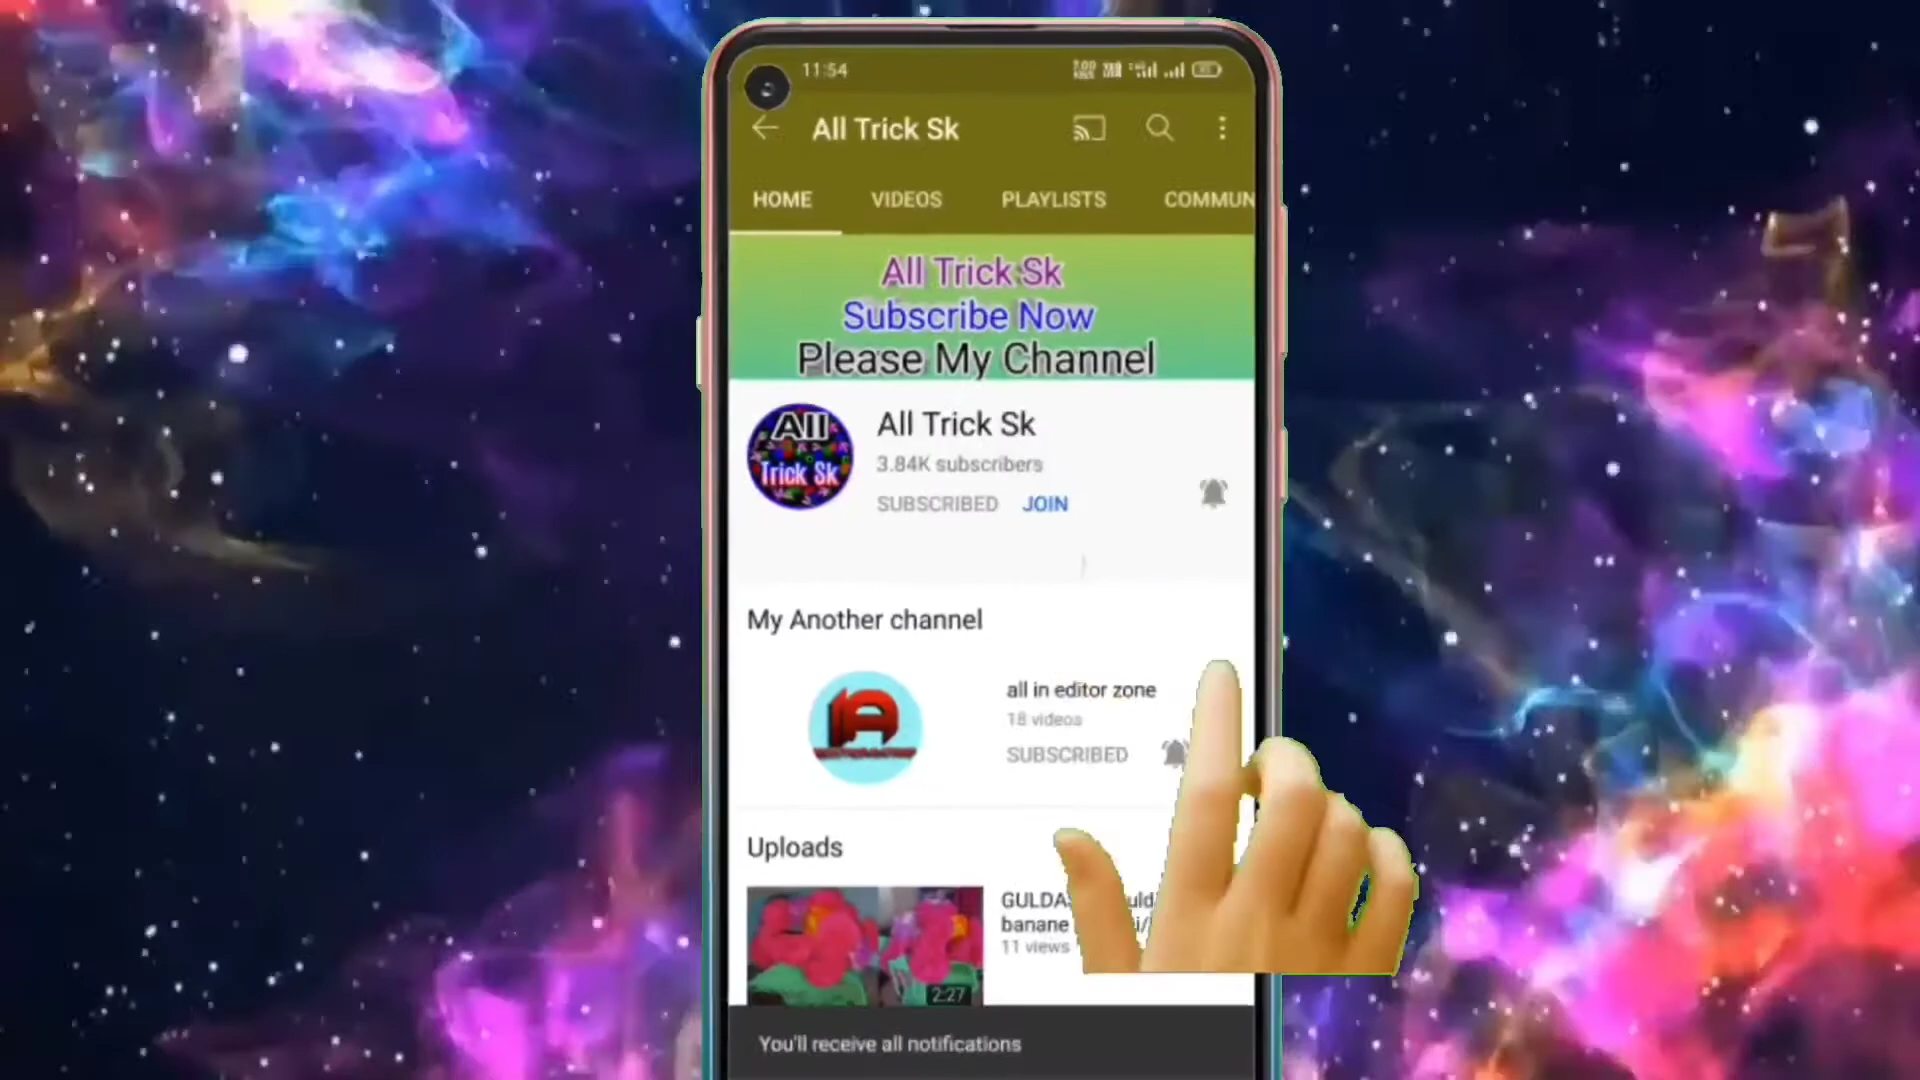 11:54
All Trick Sk
HOME VIDEOS PLAYLISTS COMMUN
All Trick Sk
Subscribe Now
Please My Channel
All
Trick Sk
All Trick Sk
3.84K subscribers
SUBSCRIBED JOIN
My Another channel
all in editor zone
18 videos
SUBSCRIBED
Uploads
GULDA
banane
11 views
2:27
You'll receive all notifications